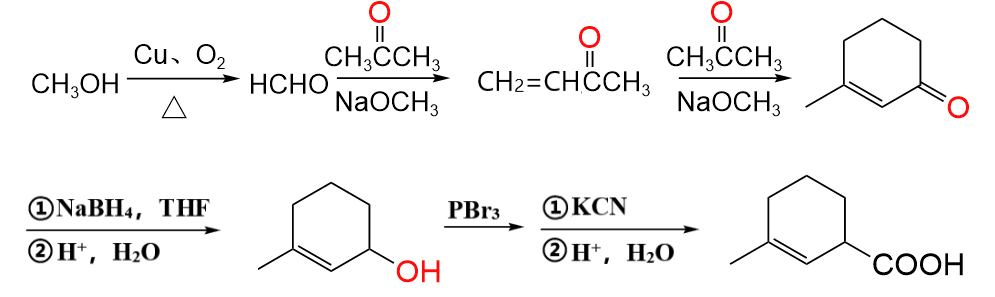 O O
Cu、O₂ CH₃CCH₃ O CH₃CCH₃
CH₃OH HCHO CH₂=CHCCH₃ O
△ NaOCH₃ NaOCH₃
①NaBH₄，THF PBr₃ ①KCN
②H⁺，H₂O OH ②H⁺，H₂O COOH